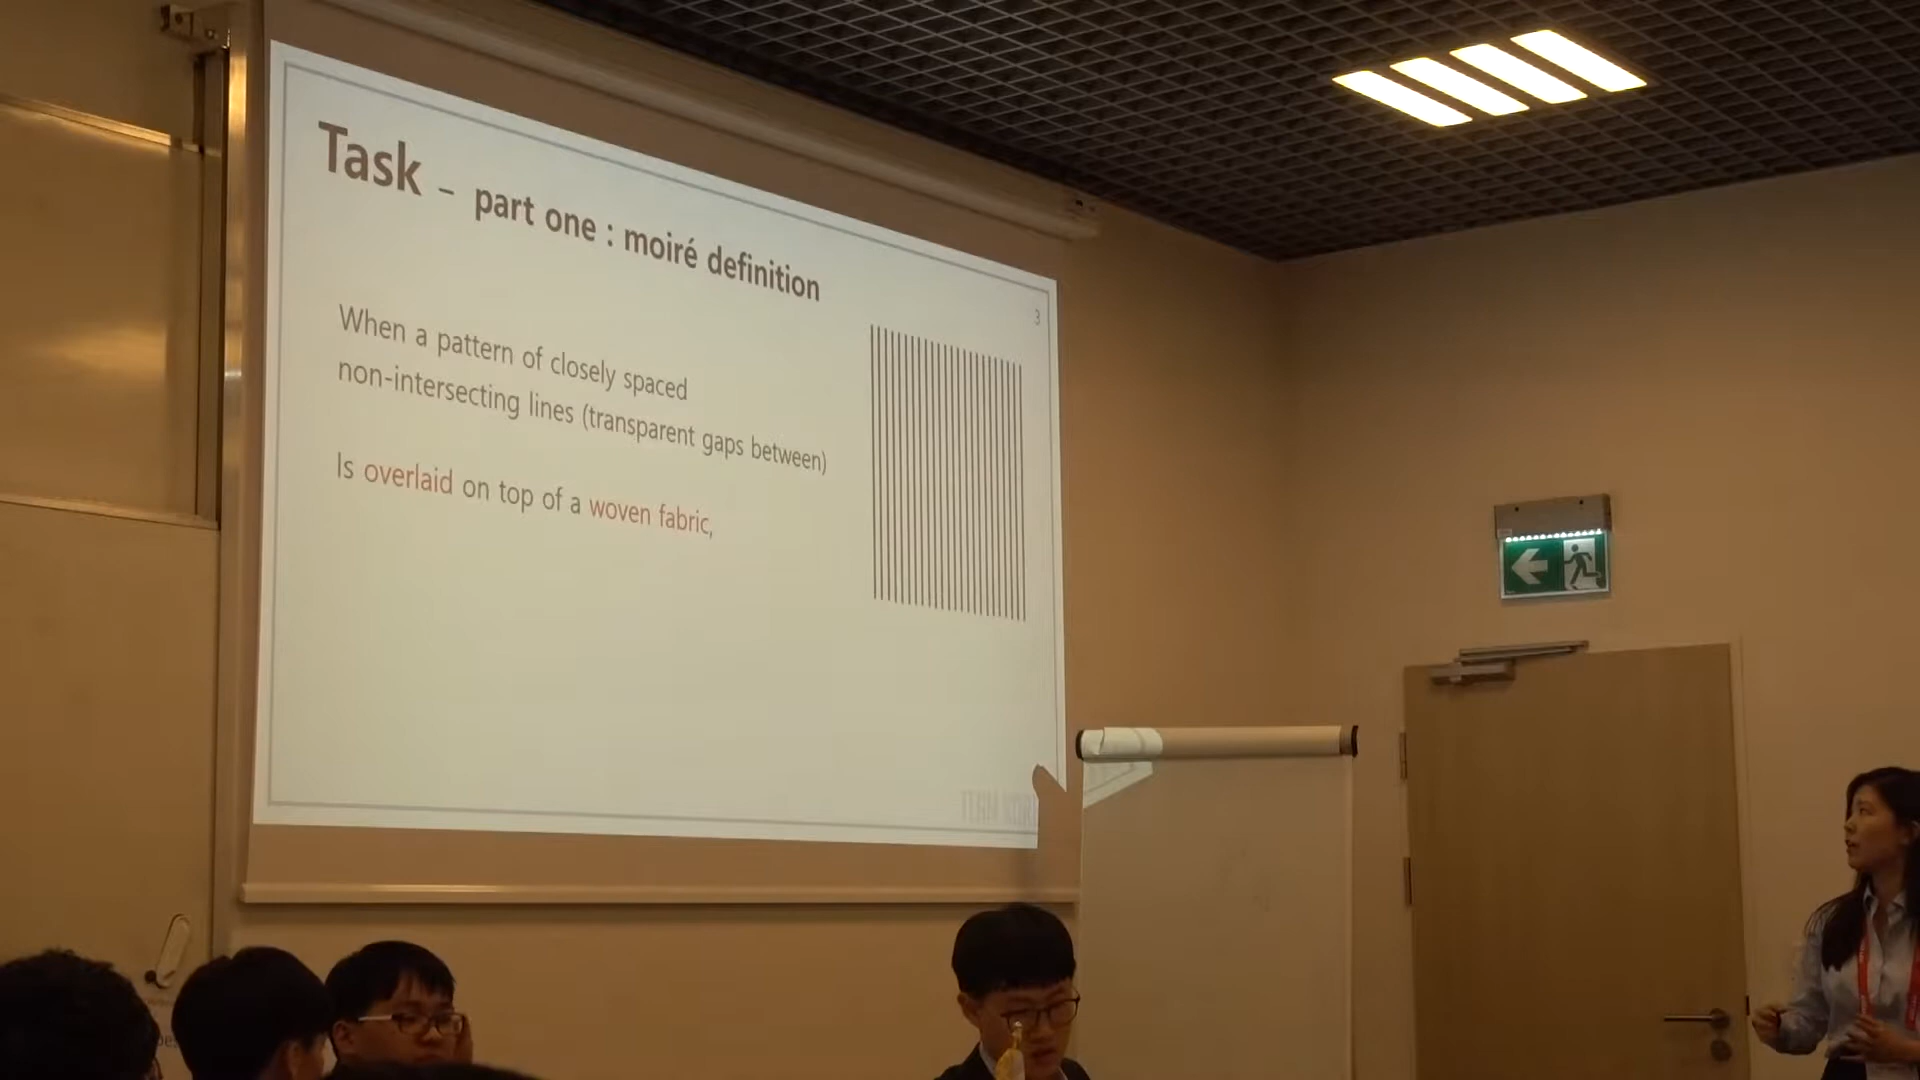 Task – part one : moiré definition
3
When a pattern of closely spaced
non-intersecting lines (transparent gaps between)
Is overlaid on top of a woven fabric,